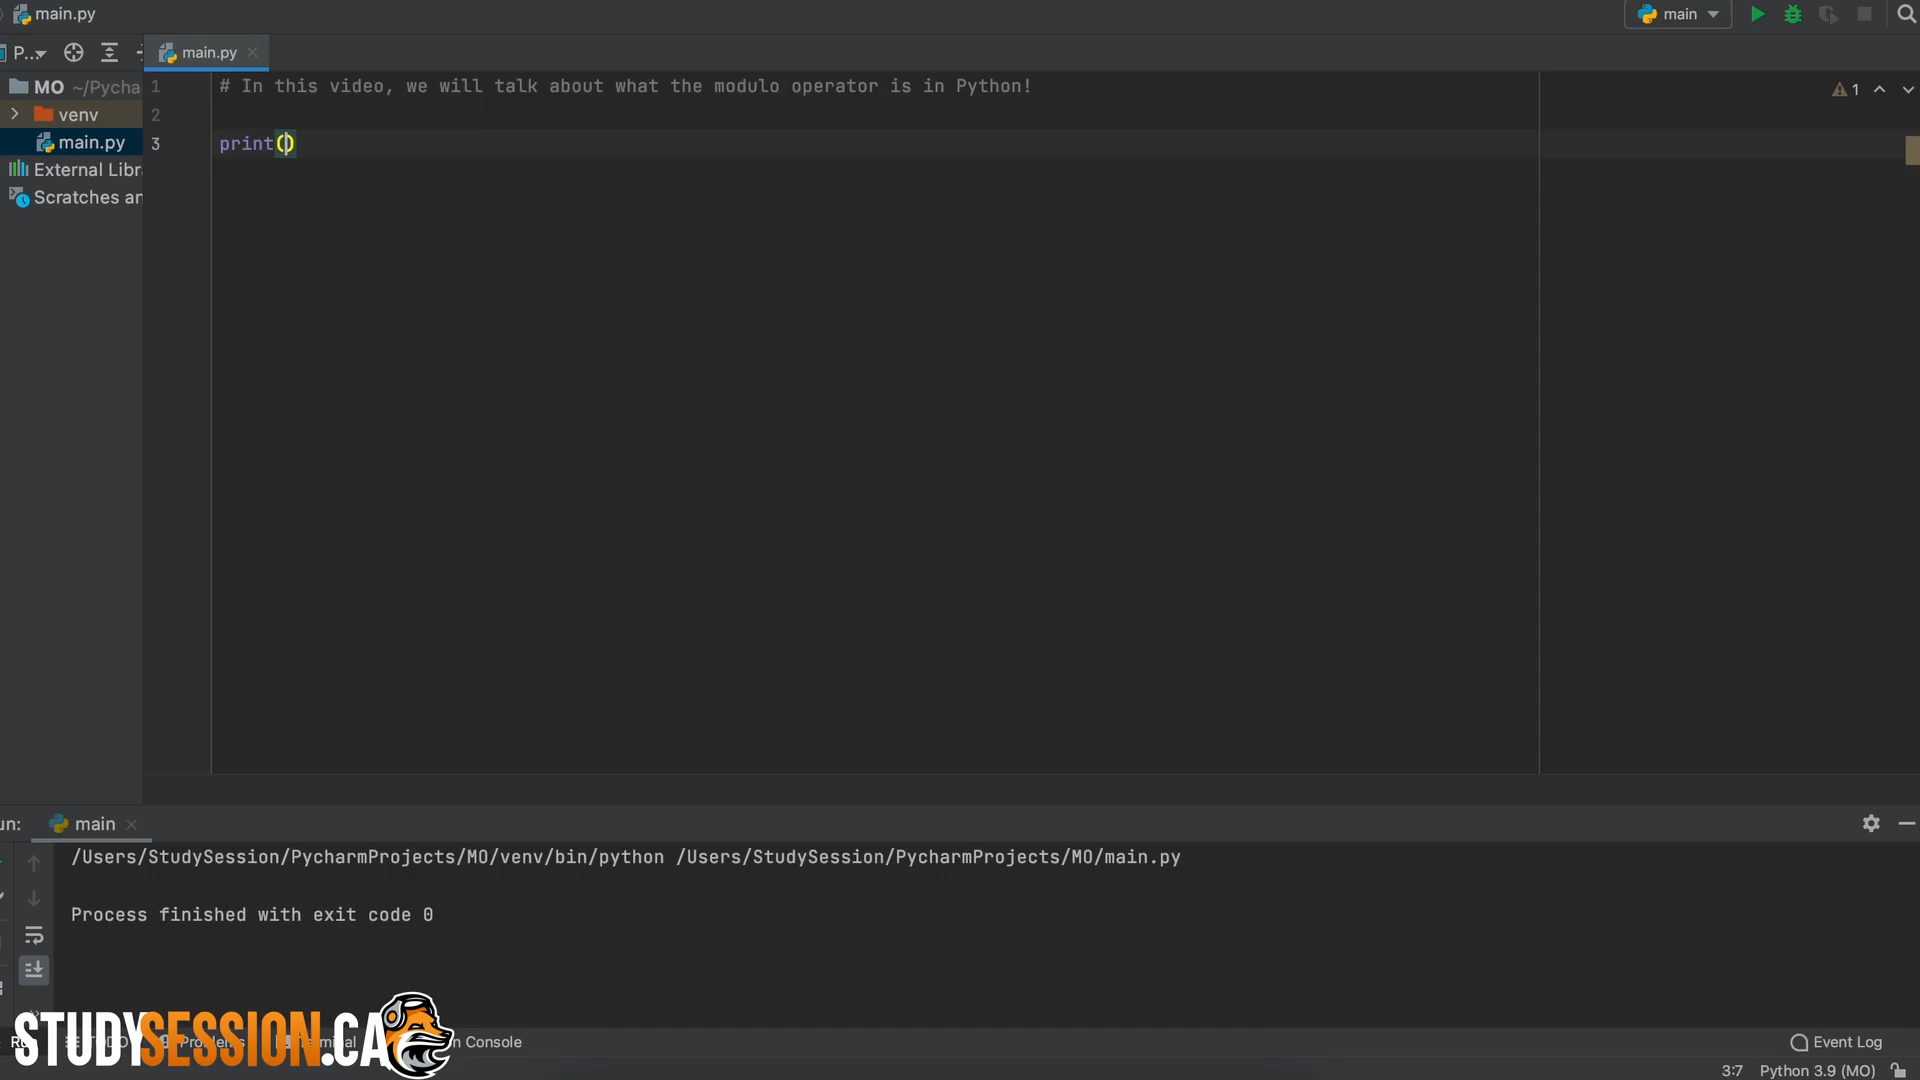 main.py
main
P...
main.py
MO ~/Pycha
venv
main.py
External Libr
Scratches an
1 # In this video, we will talk about what the modulo operator is in Python!
2
3 print()
1
un:
main
/Users/StudySession/PycharmProjects/MO/venv/bin/python /Users/StudySession/PycharmProjects/MO/main.py
Process finished with exit code 0
STUDYSESSION.CA
n Console
Event Log
3:7 Python 3.9 (MO)